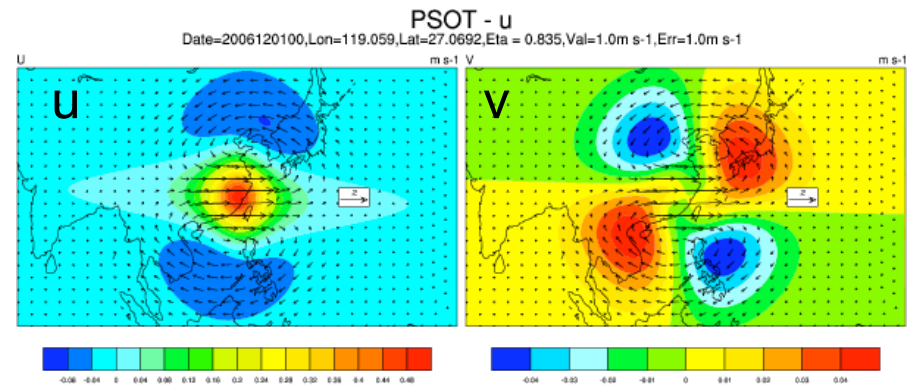 PSOT - u
Date=2006120100,Lon=119.059,Lat=27.0692,Eta = 0.835,Val=1.0m s-1,Err=1.0m s-1
U m s-1 V m s-1
u v
2 2
-0.08 -0.04 0 0.04 0.08 0.12 0.16 0.2 0.24 0.28 0.32 0.36 0.4 0.44 0.48 -0.04 -0.03 -0.02 -0.01 0 0.01 0.02 0.03 0.04